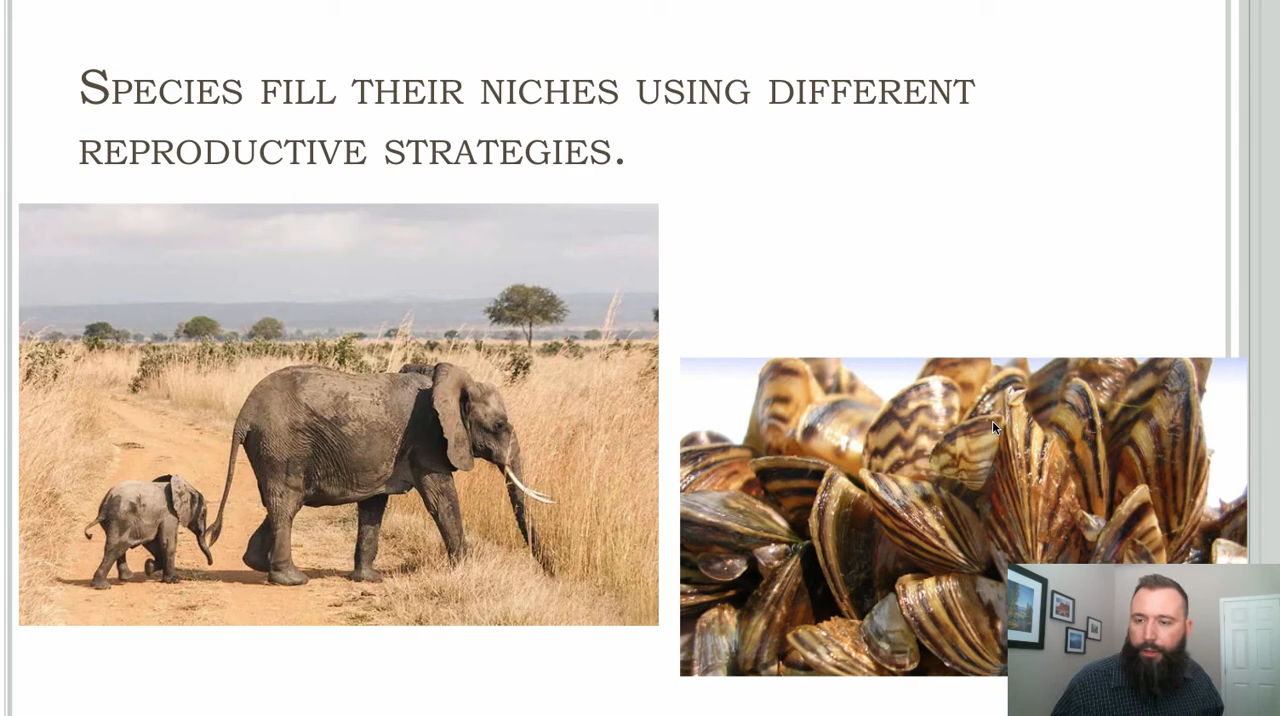 Species fill their niches using different
reproductive strategies.